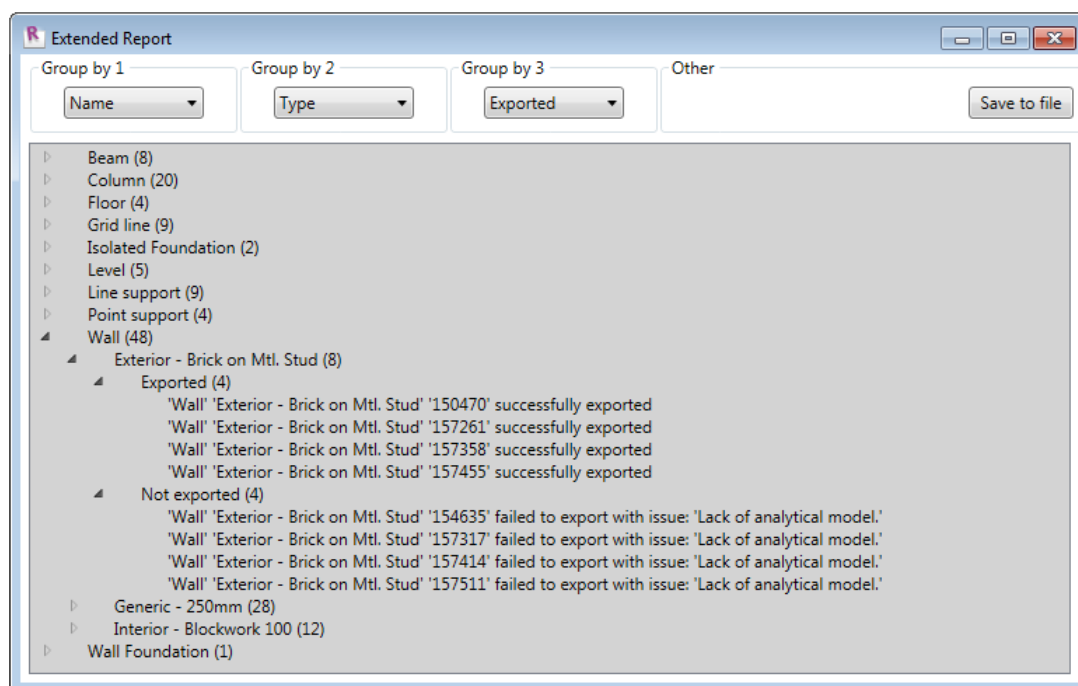 R Extended Report
Group by 1 Group by 2 Group by 3 Other
Name Type Exported Save to file
Beam (8)
Column (20)
Floor (4)
Grid line (9)
Isolated Foundation (2)
Level (5)
Line support (9)
Point support (4)
Wall (48)
Exterior - Brick on Mtl. Stud (8)
Exported (4)
'Wall' 'Exterior - Brick on Mtl. Stud' '150470' successfully exported
'Wall' 'Exterior - Brick on Mtl. Stud' '157261' successfully exported
'Wall' 'Exterior - Brick on Mtl. Stud' '157358' successfully exported
'Wall' 'Exterior - Brick on Mtl. Stud' '157455' successfully exported
Not exported (4)
'Wall' 'Exterior - Brick on Mtl. Stud' '154635' failed to export with issue: 'Lack of analytical model.'
'Wall' 'Exterior - Brick on Mtl. Stud' '157317' failed to export with issue: 'Lack of analytical model.'
'Wall' 'Exterior - Brick on Mtl. Stud' '157414' failed to export with issue: 'Lack of analytical model.'
'Wall' 'Exterior - Brick on Mtl. Stud' '157511' failed to export with issue: 'Lack of analytical model.'
Generic - 250mm (28)
Interior - Blockwork 100 (12)
Wall Foundation (1)